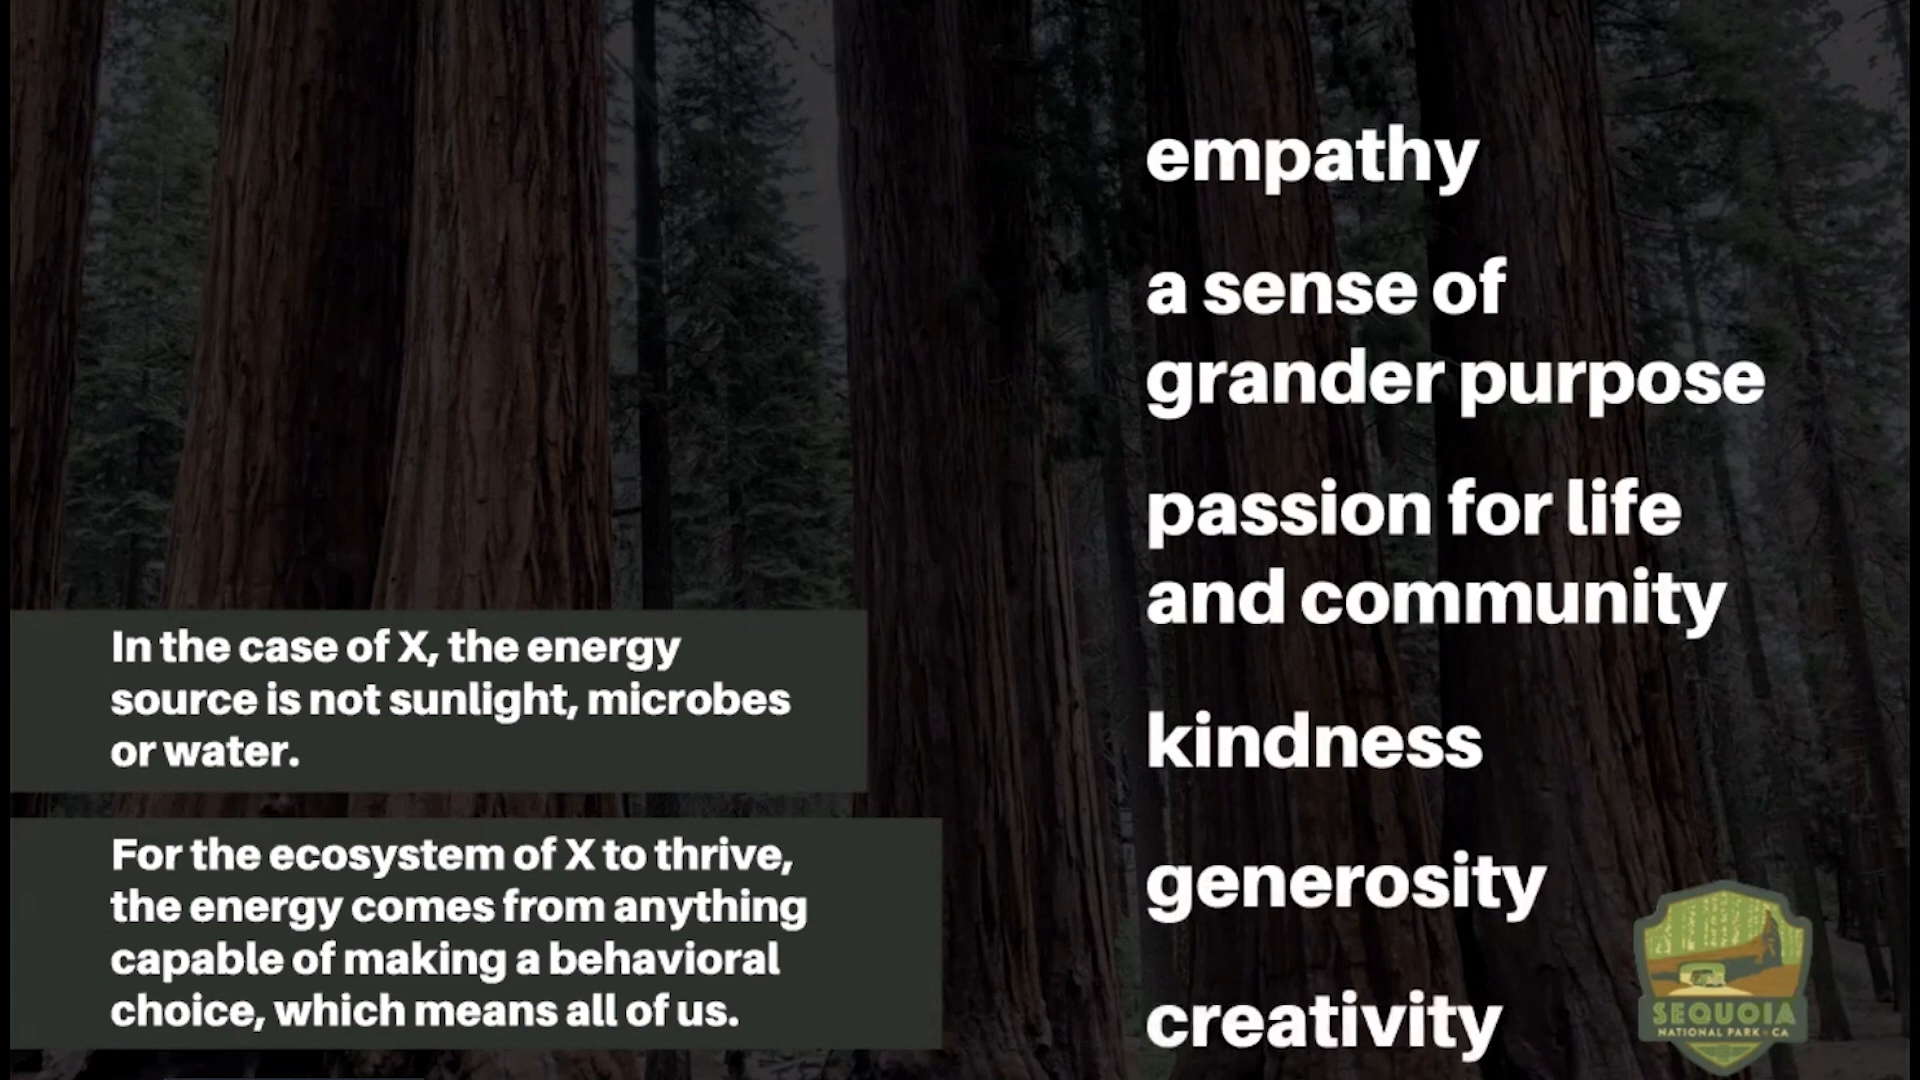 In the case of X, the energy
source is not sunlight, microbes
or water.
For the ecosystem of X to thrive,
the energy comes from anything
capable of making a behavioral
choice, which means all of us.
empathy
a sense of
grander purpose
passion for life
and community
kindness
generosity
creativity
SEQUOIA
NATIONAL PARK - CA